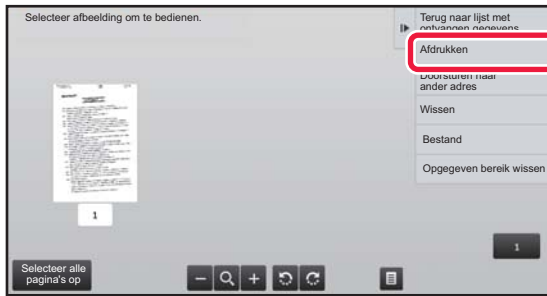 Selecteer afbeelding om te bedienen.
Terug naar lijst met
ontvangen gegevens
Afdrukken
Doorsturen naar
ander adres
Wissen
Bestand
Opgegeven bereik wissen
1
1
Selecteer alle
pagina's op